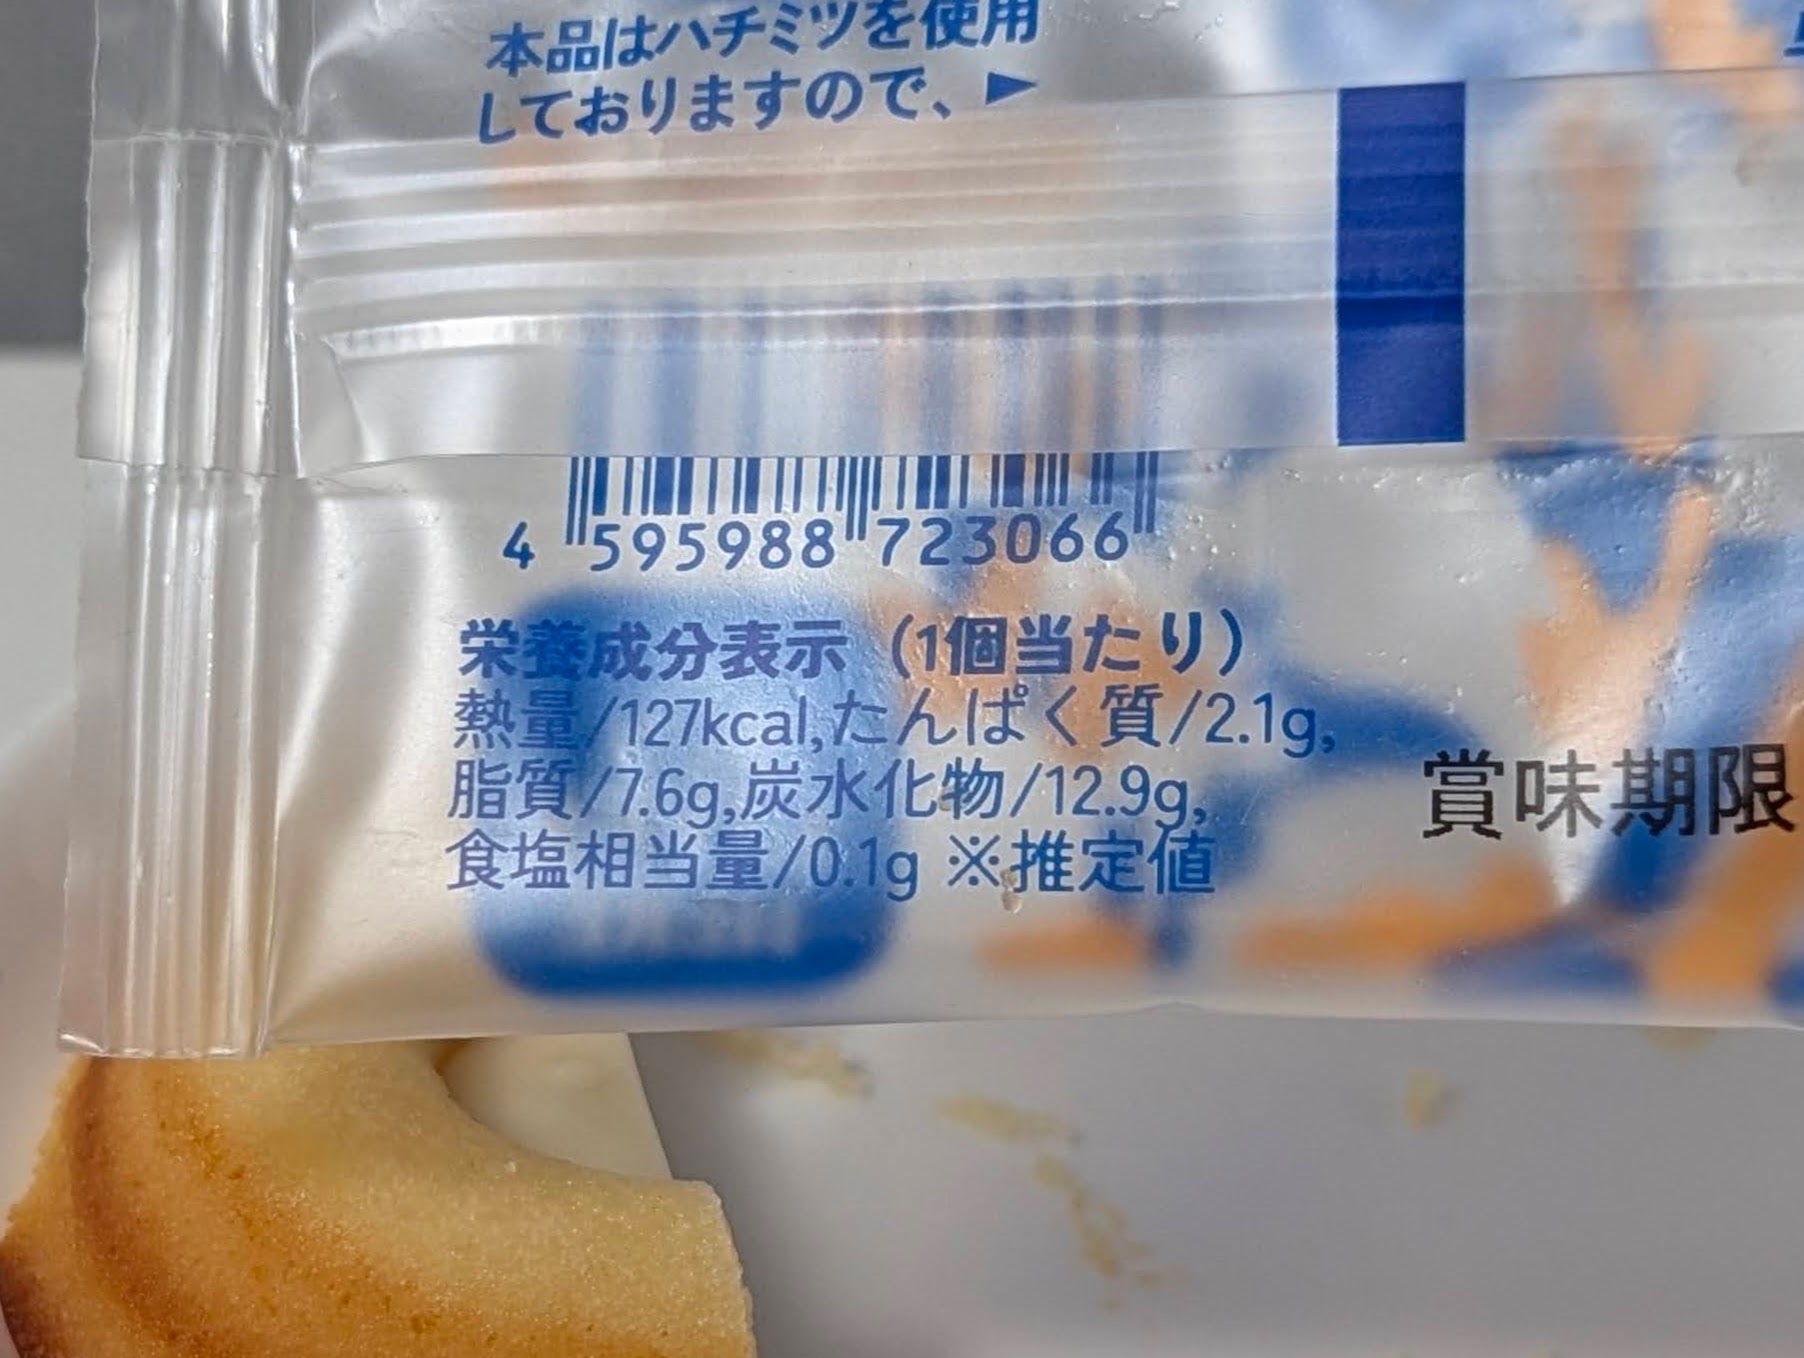 本品はハチミツを使用
しておりますので、▶
4 595988 723066
栄養成分表示（1個当たり）
熱量/127kcal,たんぱく質/2.1g,
脂質/7.6g,炭水化物/12.9g,
食塩相当量/0.1g ※推定値
賞味期限